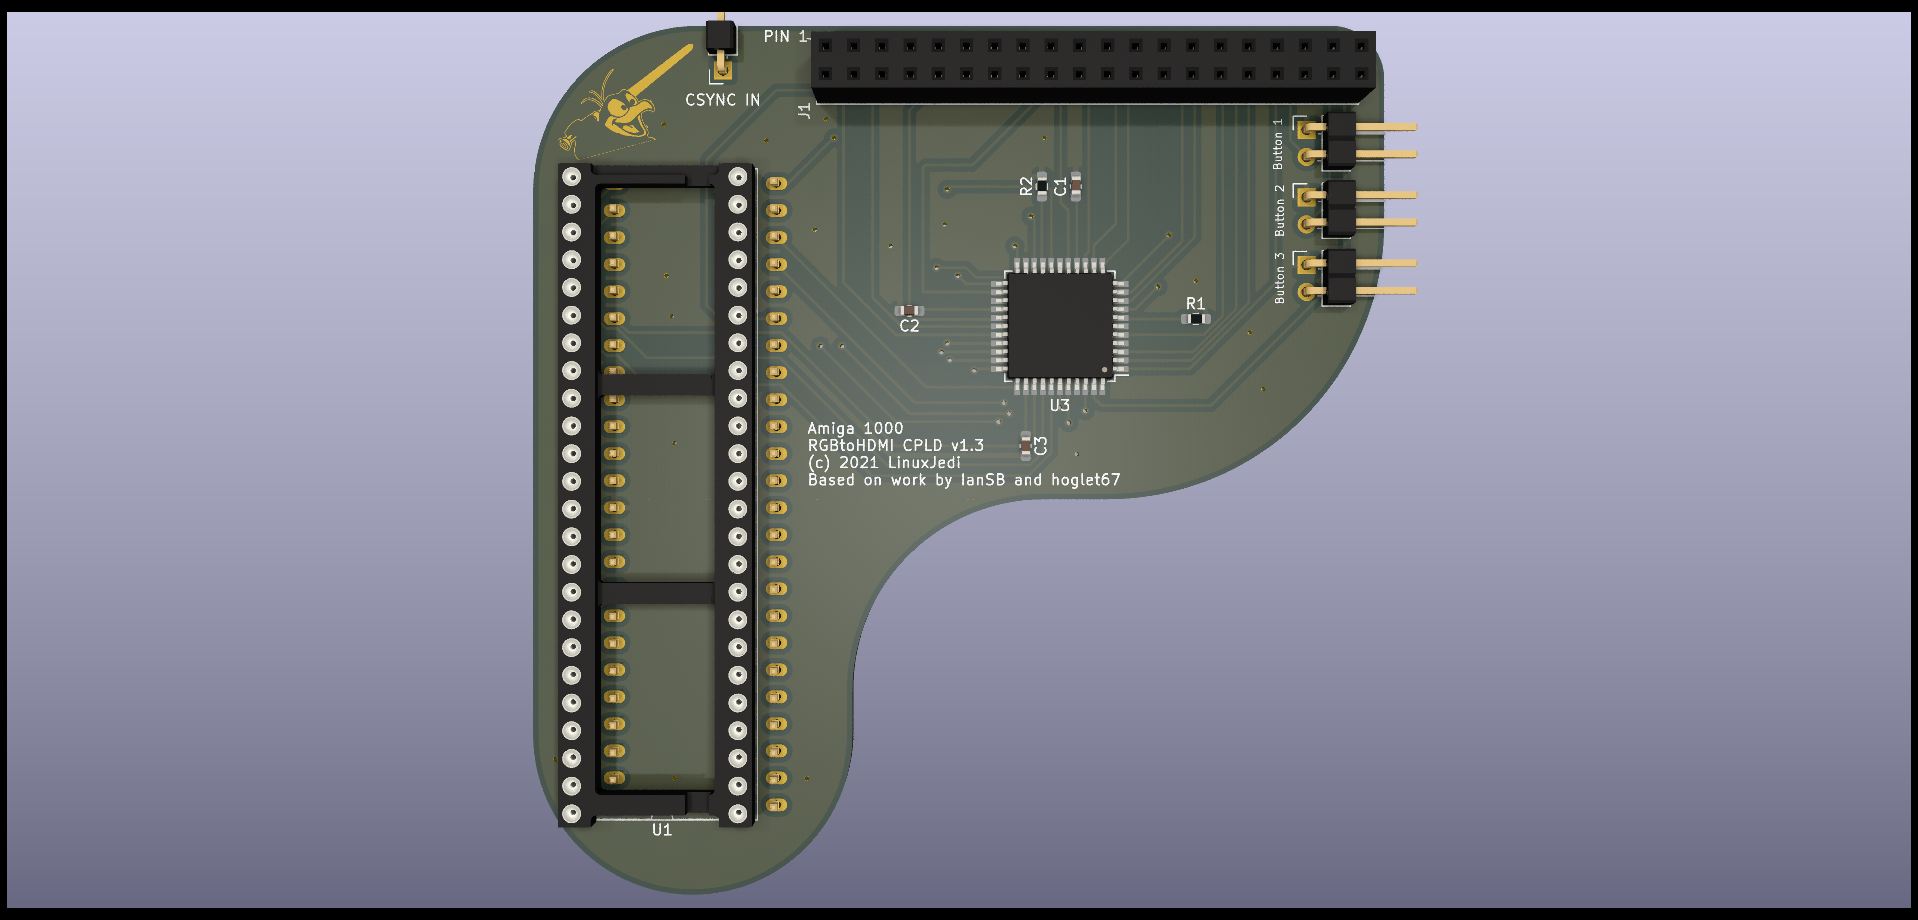 PIN 1
CSYNC IN
J1
Button 1
R2
C1
Button 2
Button 3
R1
C2
U3
Amiga 1000
RGBtoHDMI CPLD v1.3
C3
(c) 2021 LinuxJedi
Based on work by IanSB and hoglet67
U1